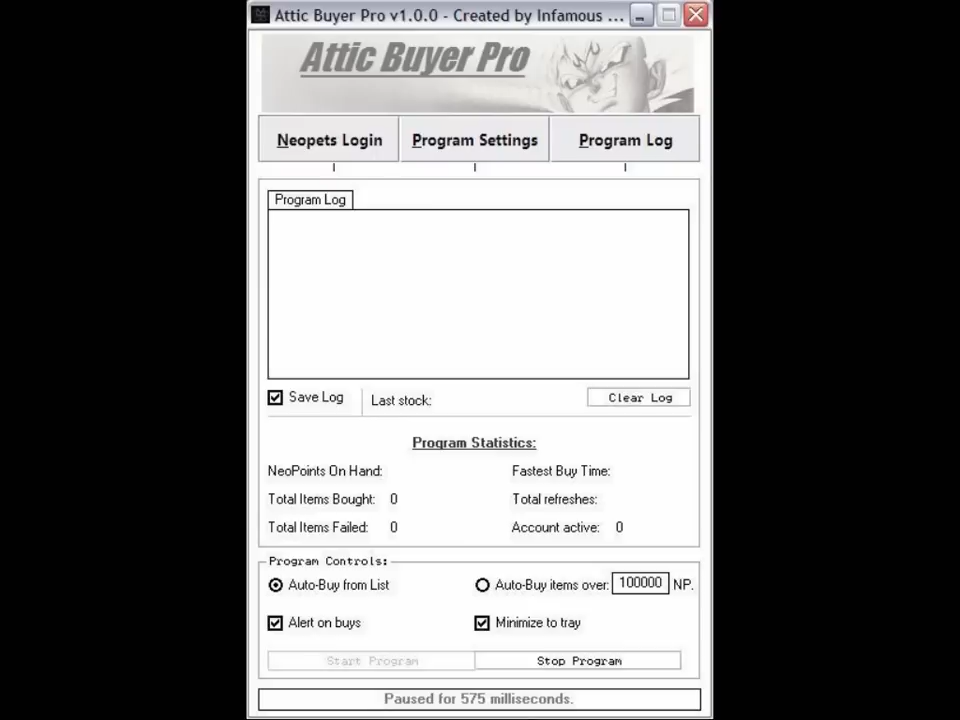 Attic Buyer Pro v1.0.0 - Created by Infamous ...
Attic Buyer Pro
Neopets Login
Program Settings
Program Log
Program Log
Save Log
Last stock:
Clear Log
Program Statistics:
NeoPoints On Hand:
Fastest Buy Time:
Total Items Bought: 0
Total refreshes:
Total Items Failed: 0
Account active: 0
Program Controls:
Auto-Buy from List
Auto-Buy items over: 100000 NP.
Alert on buys
Minimize to tray
Start Program
Stop Program
Paused for 575 milliseconds.